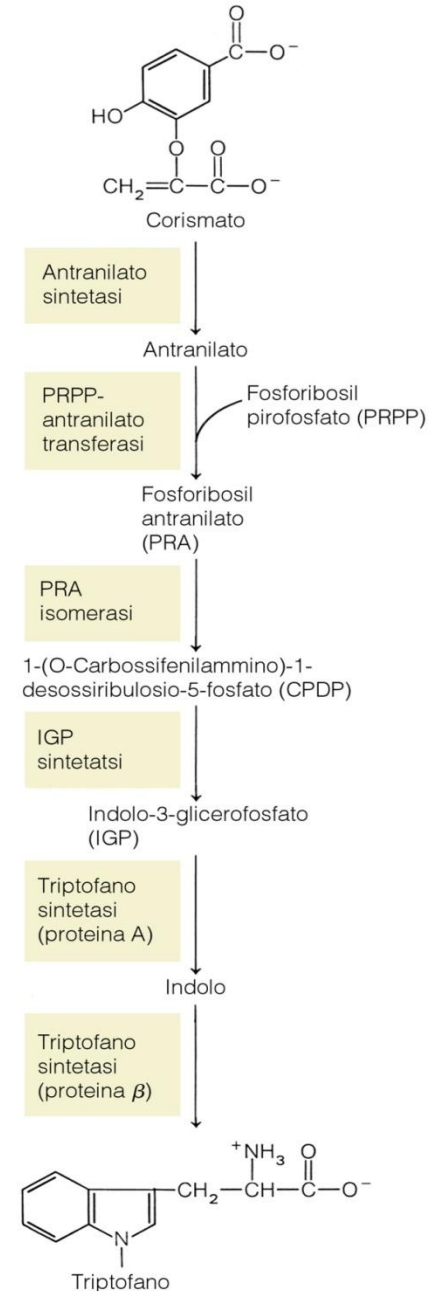 O
C—O⁻
HO
O O
CH₂=C—C—O⁻
Corismato
Antranilato
sintetasi
Antranilato
PRPP-
antranilato
transferasi
Fosforibosil
pirofosfato (PRPP)
Fosforibosil
antranilato
(PRA)
PRA
isomerasi
1-(O-Carbossifenilammino)-1-
desossiribulosio-5-fosfato (CPDP)
IGP
sintetatsi
Indolo-3-glicerofosfato
(IGP)
Triptofano
sintetasi
(proteina A)
Indolo
Triptofano
sintetasi
(proteina β)
⁺NH₃ O
CH₂—CH—C—O⁻
N
Triptofano